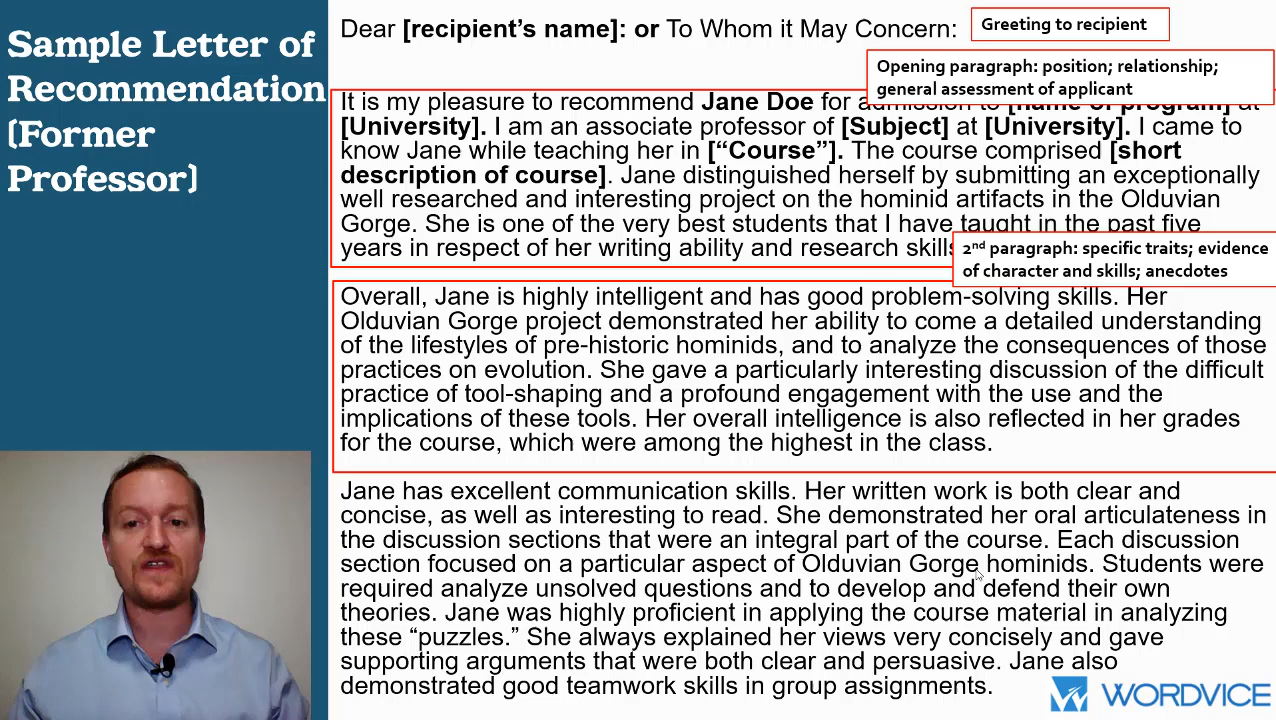 Sample Letter of
Recommendation
(Former
Professor)
Dear [recipient’s name]: or To Whom it May Concern:
Greeting to recipient
Opening paragraph: position; relationship;
general assessment of applicant
It is my pleasure to recommend Jane Doe for admission to [name of program] at
[University]. I am an associate professor of [Subject] at [University]. I came to
know Jane while teaching her in [“Course”]. The course comprised [short
description of course]. Jane distinguished herself by submitting an exceptionally
well researched and interesting project on the hominid artifacts in the Olduvian
Gorge. She is one of the very best students that I have taught in the past five
years in respect of her writing ability and research skills
2nd paragraph: specific traits; evidence
of character and skills; anecdotes
Overall, Jane is highly intelligent and has good problem-solving skills. Her
Olduvian Gorge project demonstrated her ability to come a detailed understanding
of the lifestyles of pre-historic hominids, and to analyze the consequences of those
practices on evolution. She gave a particularly interesting discussion of the difficult
practice of tool-shaping and a profound engagement with the use and the
implications of these tools. Her overall intelligence is also reflected in her grades
for the course, which were among the highest in the class.
Jane has excellent communication skills. Her written work is both clear and
concise, as well as interesting to read. She demonstrated her oral articulateness in
the discussion sections that were an integral part of the course. Each discussion
section focused on a particular aspect of Olduvian Gorge hominids. Students were
required analyze unsolved questions and to develop and defend their own
theories. Jane was highly proficient in applying the course material in analyzing
these “puzzles.” She always explained her views very concisely and gave
supporting arguments that were both clear and persuasive. Jane also
demonstrated good teamwork skills in group assignments.
WORDVICE